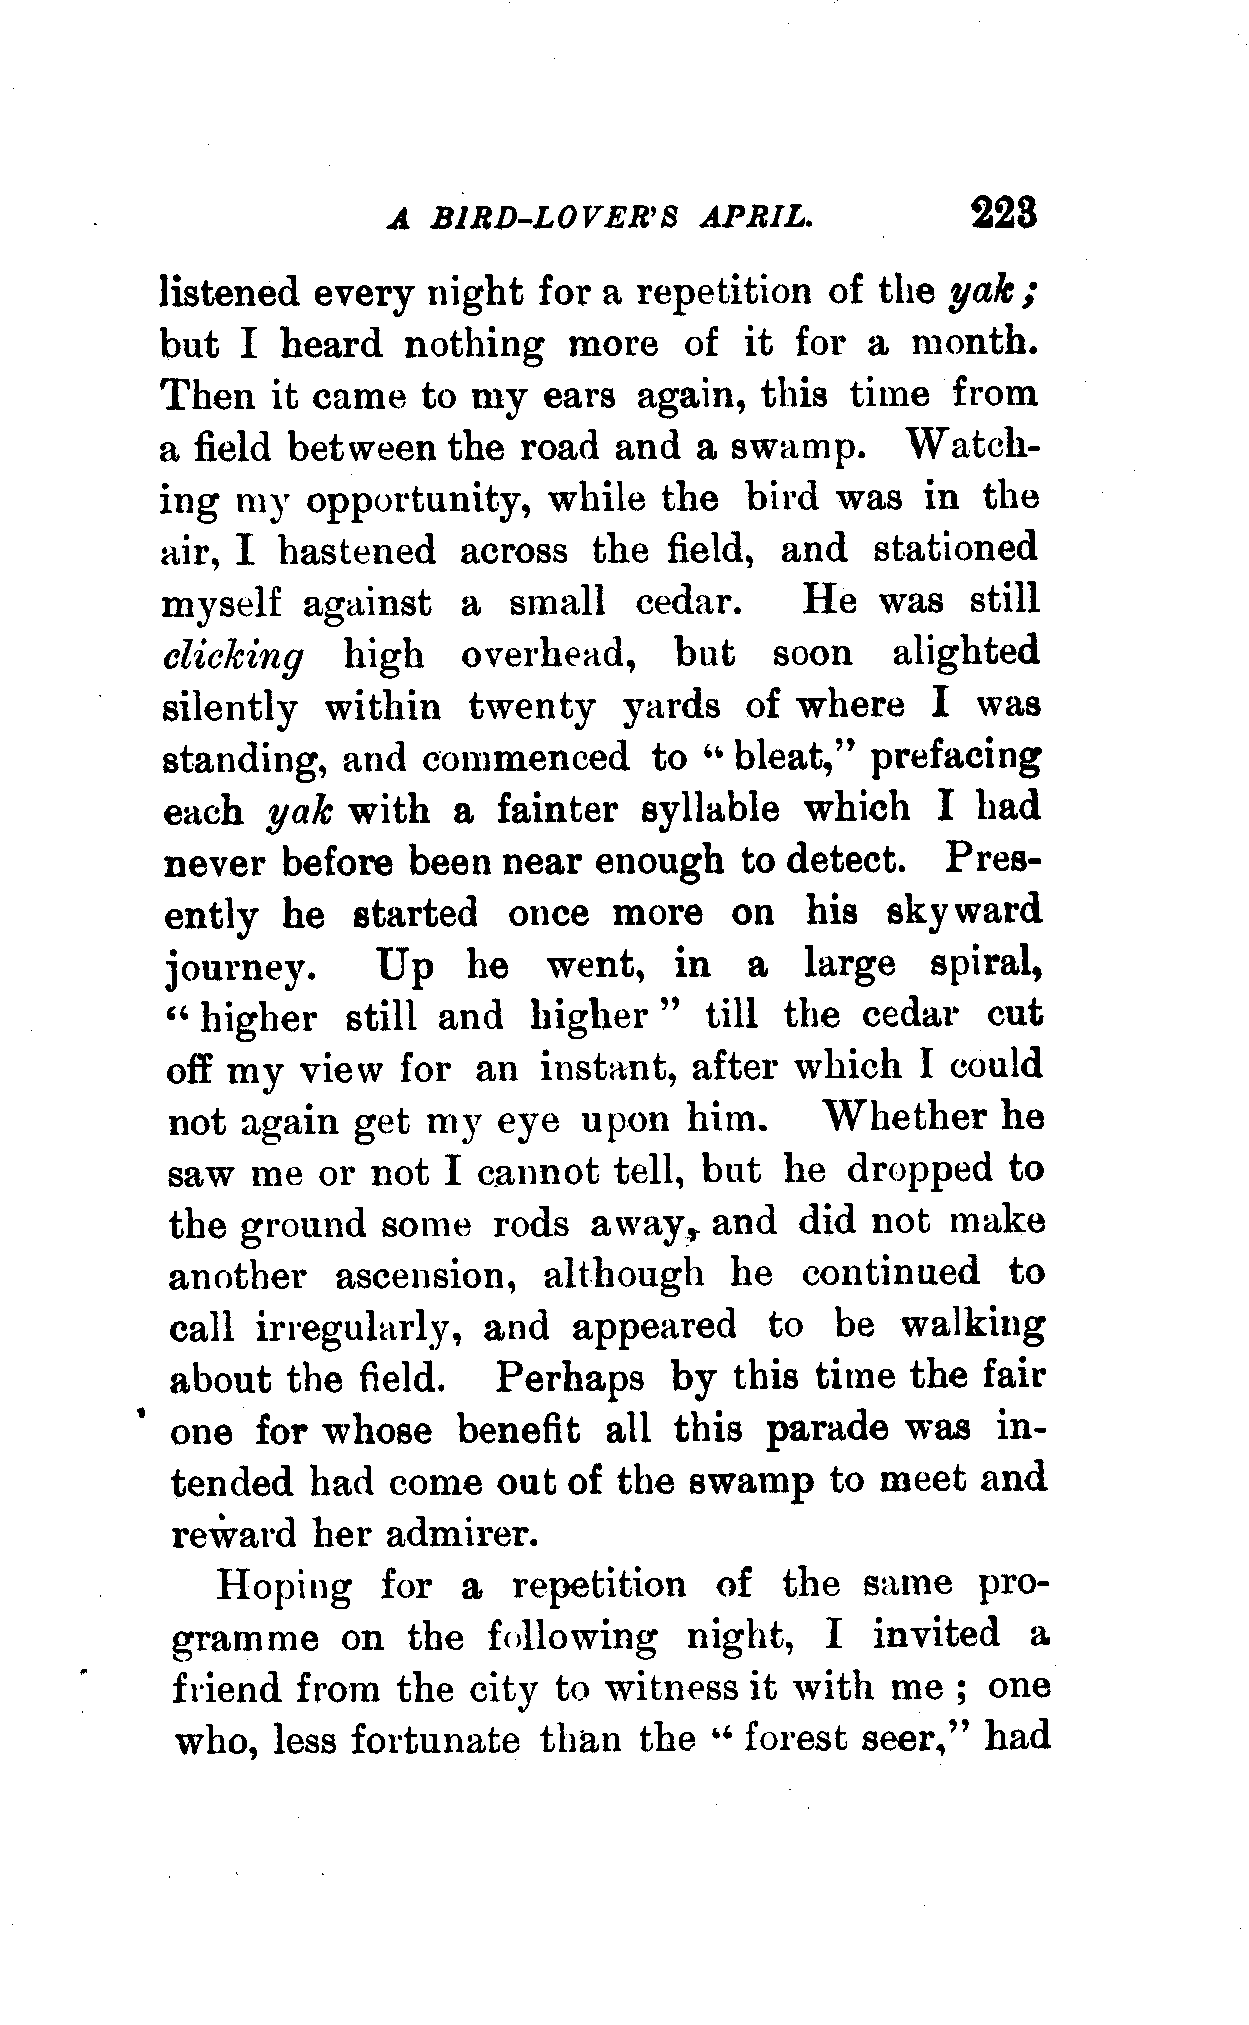 A BIRD-LOVER'S APRIL. 223
listened every night for a repetition of the yak;
but I heard nothing more of it for a month.
Then it came to my ears again, this time from
a field between the road and a swamp. Watch-
ing my opportunity, while the bird was in the
air, I hastened across the field, and stationed
myself against a small cedar. He was still
clicking high overhead, but soon alighted
silently within twenty yards of where I was
standing, and commenced to "bleat," prefacing
each yak with a fainter syllable which I had
never before been near enough to detect. Pres-
ently he started once more on his skyward
journey. Up he went, in a large spiral,
"higher still and higher" till the cedar cut
off my view for an instant, after which I could
not again get my eye upon him. Whether he
saw me or not I cannot tell, but he dropped to
the ground some rods away, and did not make
another ascension, although he continued to
call irregularly, and appeared to be walking
about the field. Perhaps by this time the fair
one for whose benefit all this parade was in-
tended had come out of the swamp to meet and
reward her admirer.
Hoping for a repetition of the same pro-
gramme on the following night, I invited a
friend from the city to witness it with me; one
who, less fortunate than the "forest seer," had